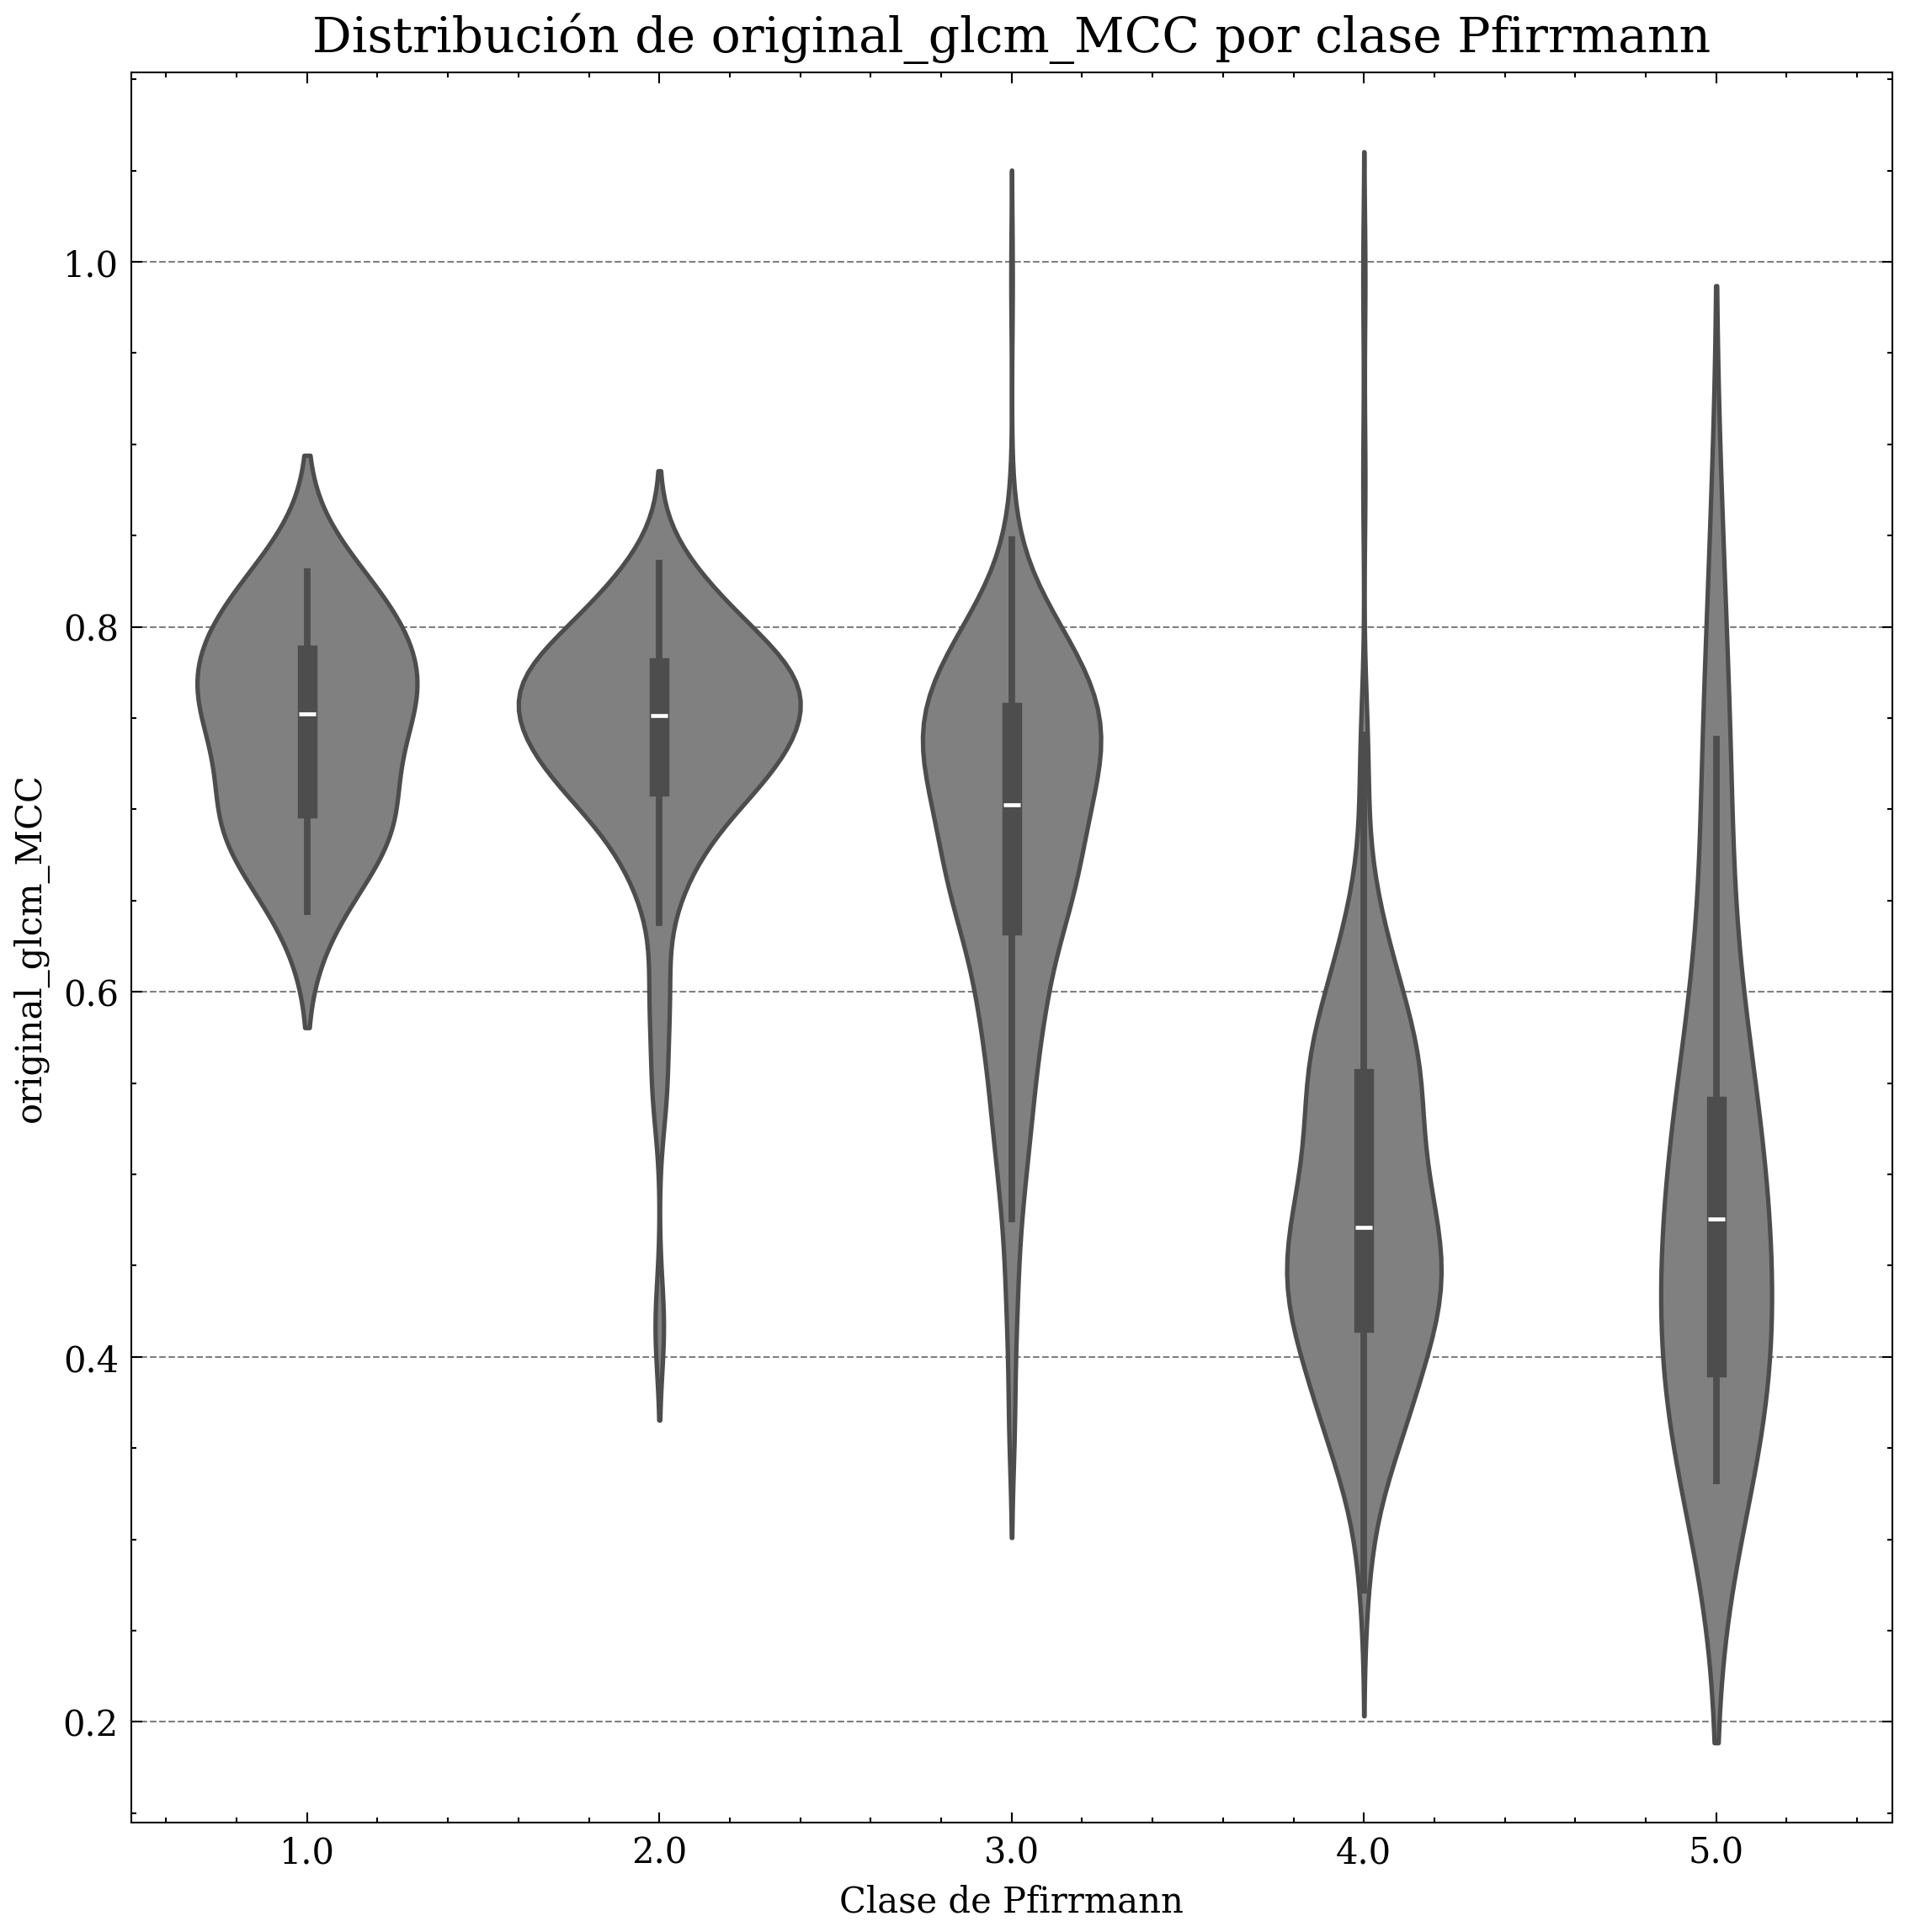 Distribución de original_glcm_MCC por clase Pfirrmann
original_glcm_MCC
1.0
0.8
0.6
0.4
0.2
1.0 2.0 3.0 4.0 5.0
Clase de Pfirrmann